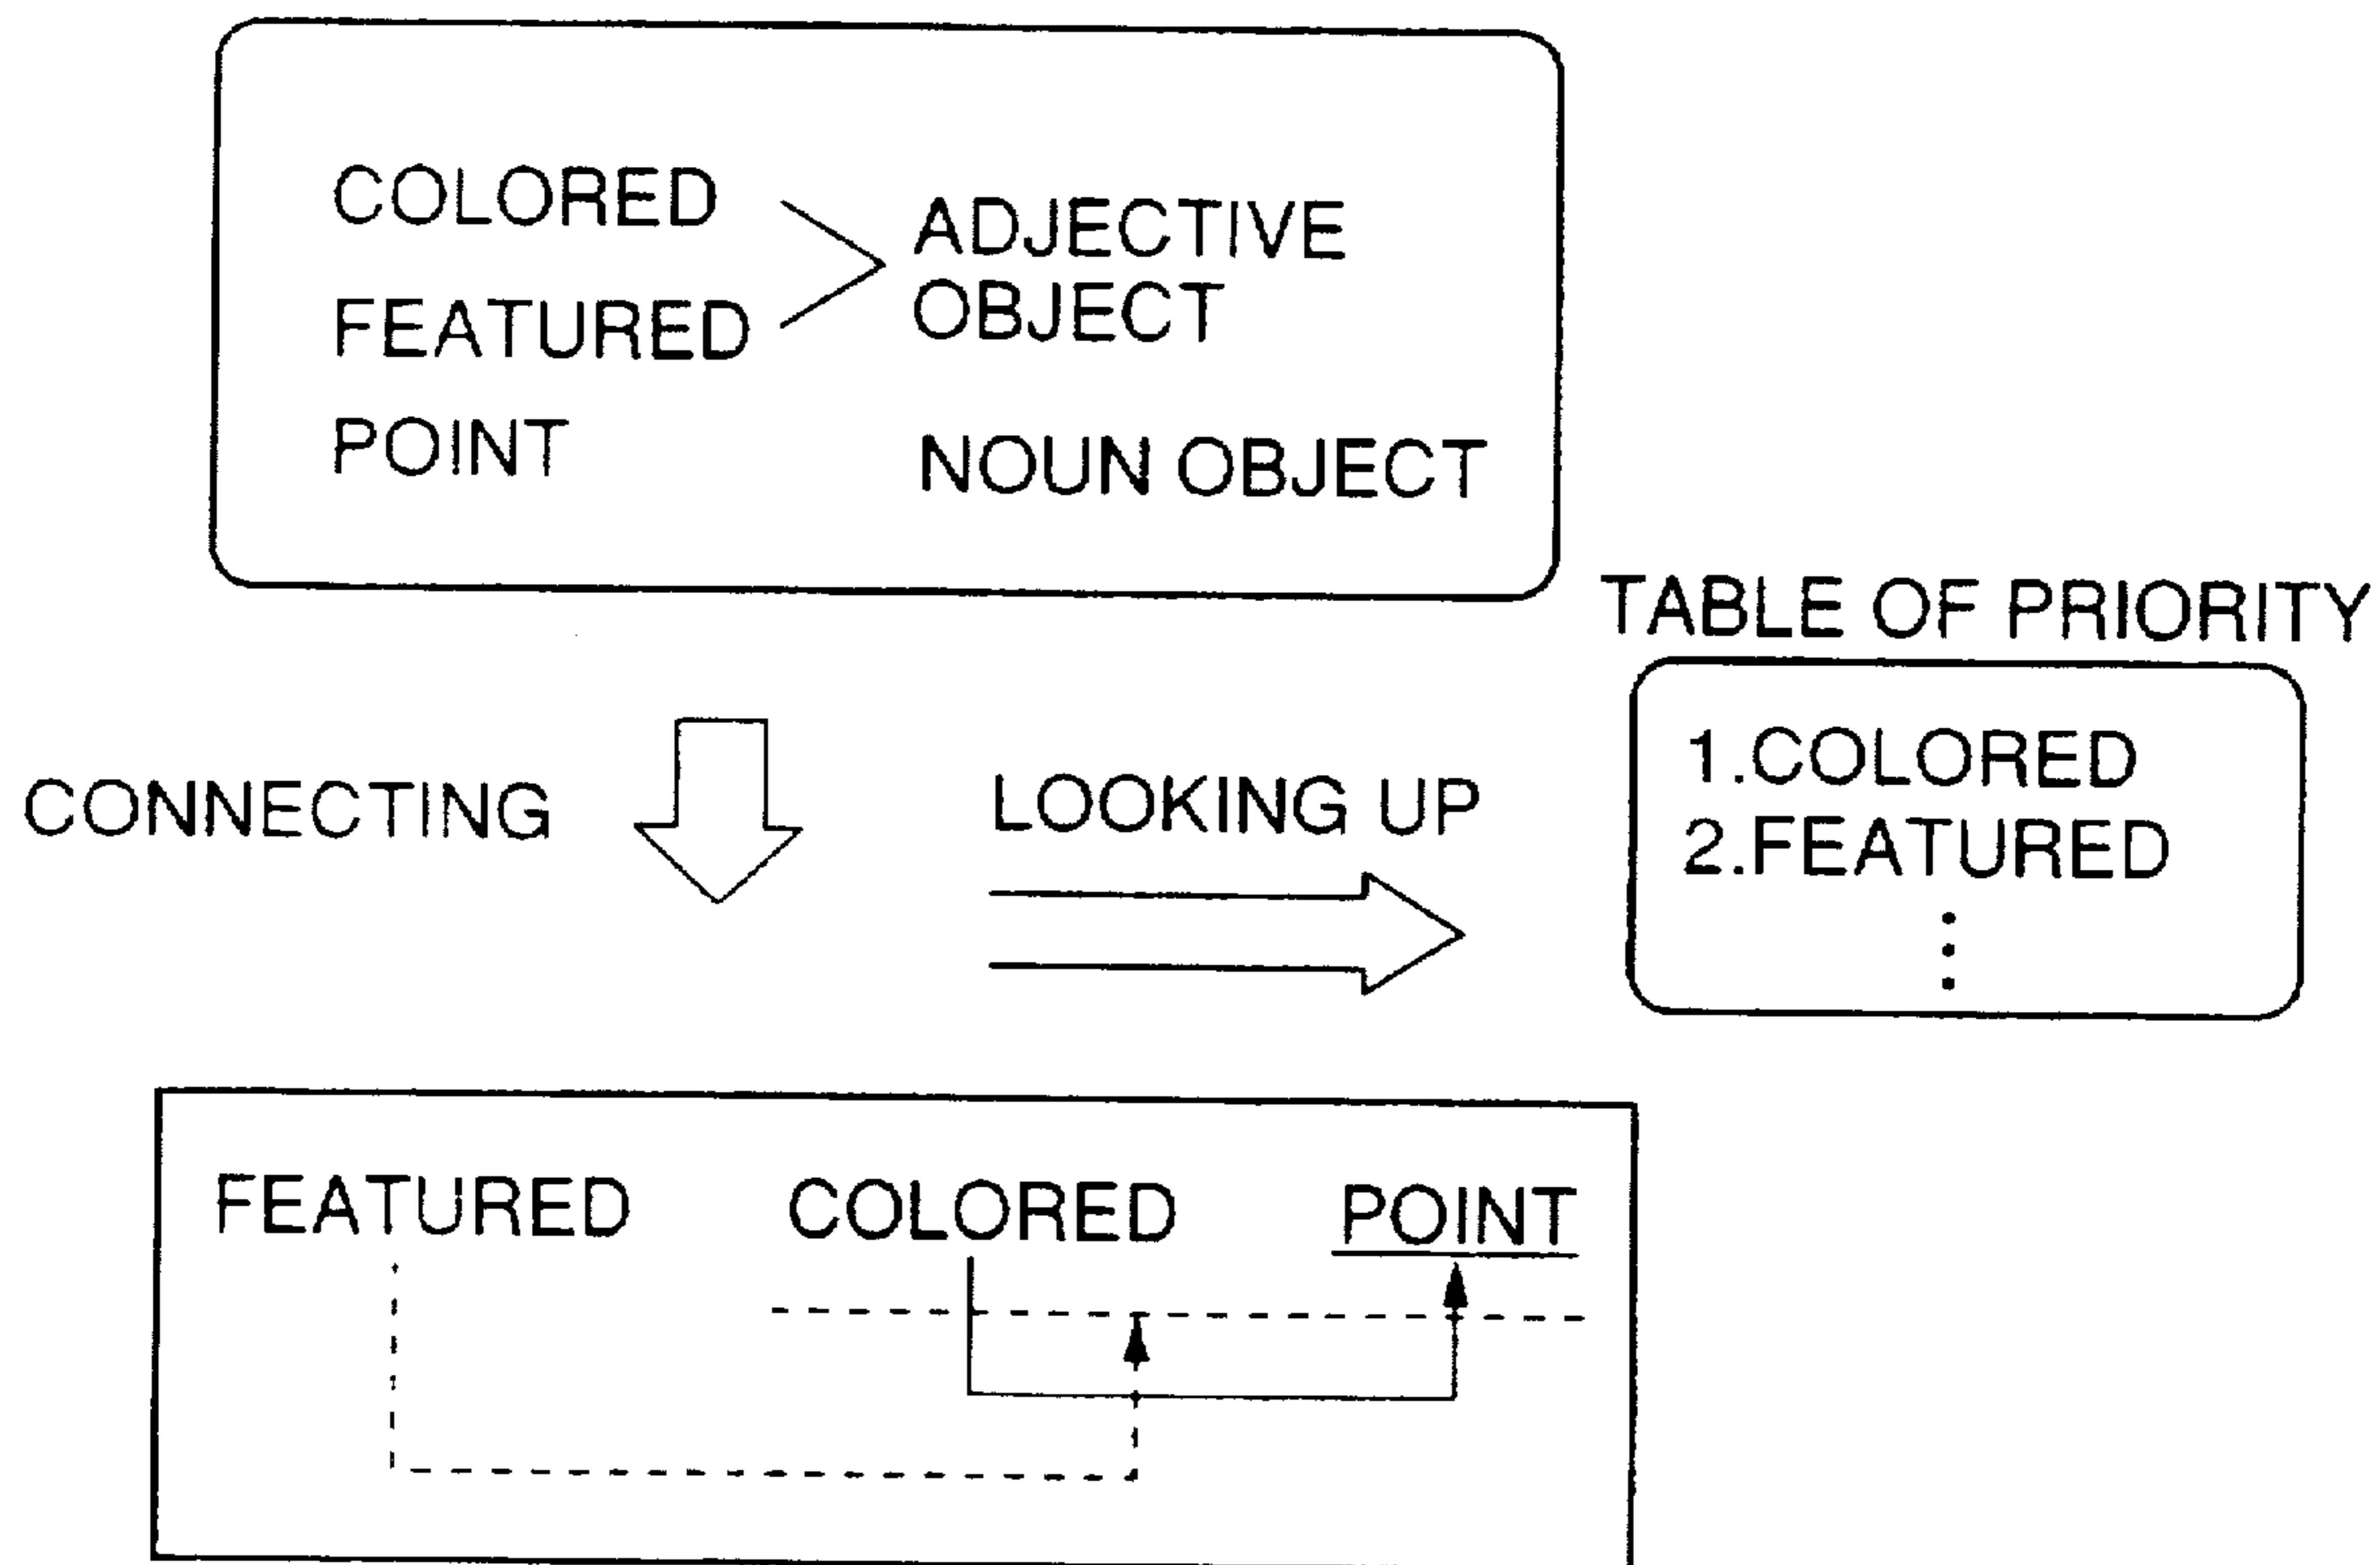 COLORED
FEATURED
ADJECTIVE
OBJECT
POINT
NOUN OBJECT
TABLE OF PRIORITY
1.COLORED
2.FEATURED
CONNECTING
LOOKING UP
FEATURED COLORED POINT